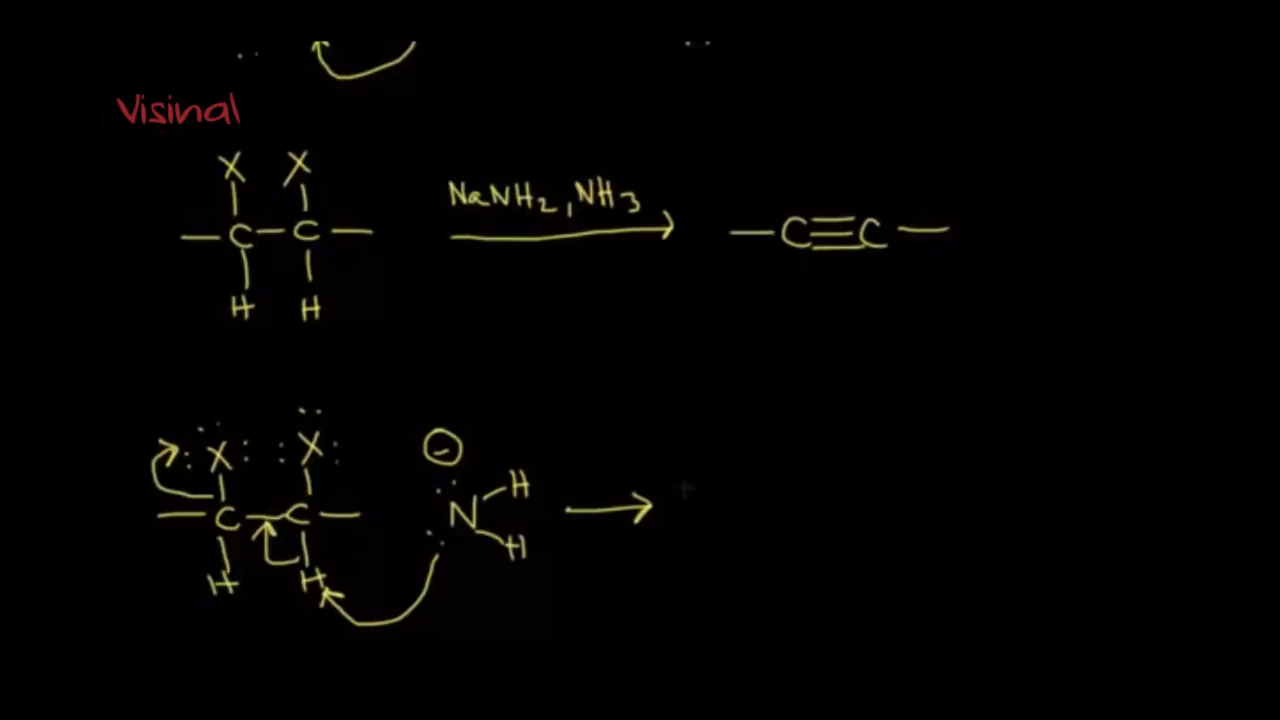 Visinal
X X
NaNH2, NH3
— C — C —
— C≡C —
H H
X X
H
— C — C —
N
H
H H